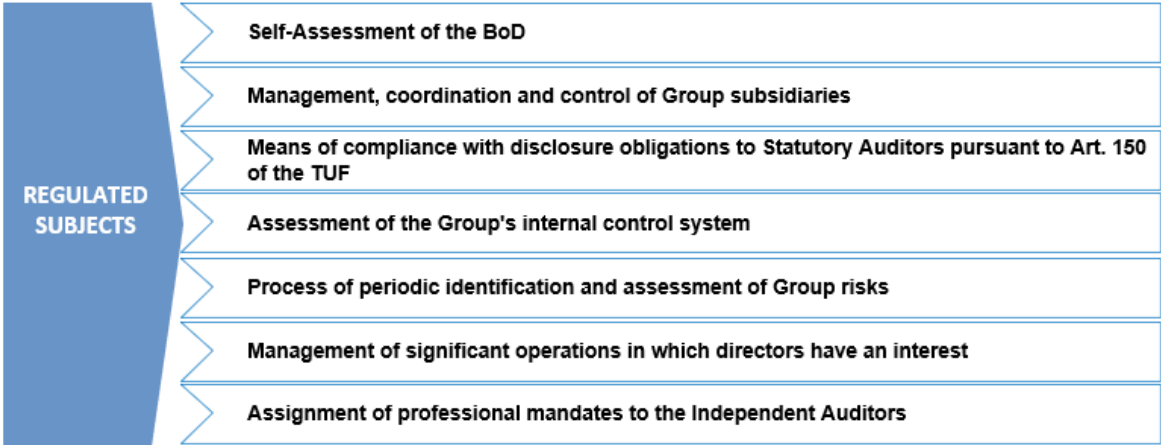 REGULATED
SUBJECTS
Self-Assessment of the BoD
Management, coordination and control of Group subsidiaries
Means of compliance with disclosure obligations to Statutory Auditors pursuant to Art. 150
of the TUF
Assessment of the Group's internal control system
Process of periodic identification and assessment of Group risks
Management of significant operations in which directors have an interest
Assignment of professional mandates to the Independent Auditors